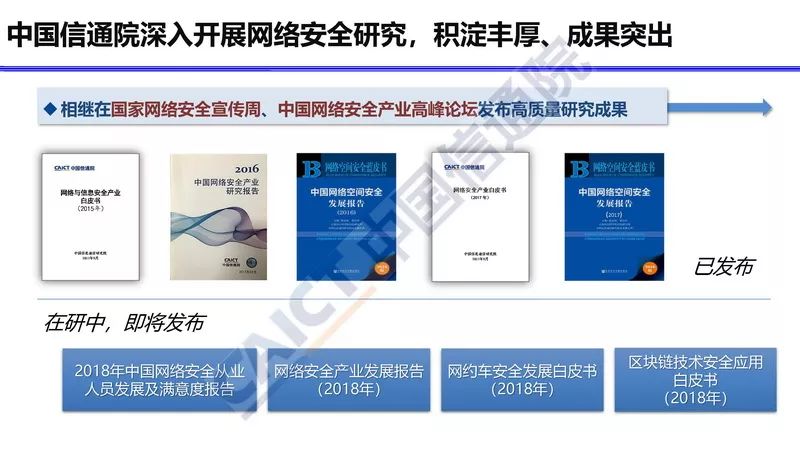 中国信通院深入开展网络安全研究，积淀丰厚、成果突出
◆ 相继在国家网络安全宣传周、中国网络安全产业高峰论坛发布高质量研究成果
CAICT 中国信通院
网络与信息安全产业
白皮书
（2015年）
中国信息通信研究院
2016
中国网络安全产业
研究报告
CAICT
中国信通院
B 网络空间安全蓝皮书
中国网络空间安全
发展报告
（2016）
CAICT 中国信通院
网络安全产业白皮书
（2017年）
中国信息通信研究院
B 网络空间安全蓝皮书
中国网络空间安全
发展报告
（2017）
已发布
在研中，即将发布
2018年中国网络安全从业
人员发展及满意度报告
网络安全产业发展报告
（2018年）
网约车安全发展白皮书
（2018年）
区块链技术安全应用
白皮书
（2018年）
CAICT 中国信通院